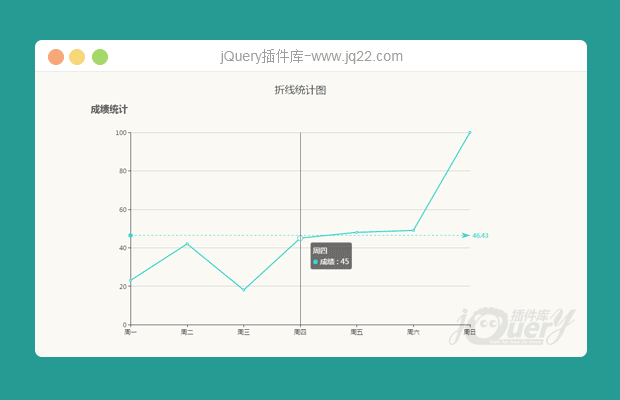 jQuery插件库-www.jq22.com
折线统计图
成绩统计
100
80
60
46.43
40
周四
成绩 : 45
20
0
周一 周二 周三 周四 周五 周六 周日
jQuery 插件库